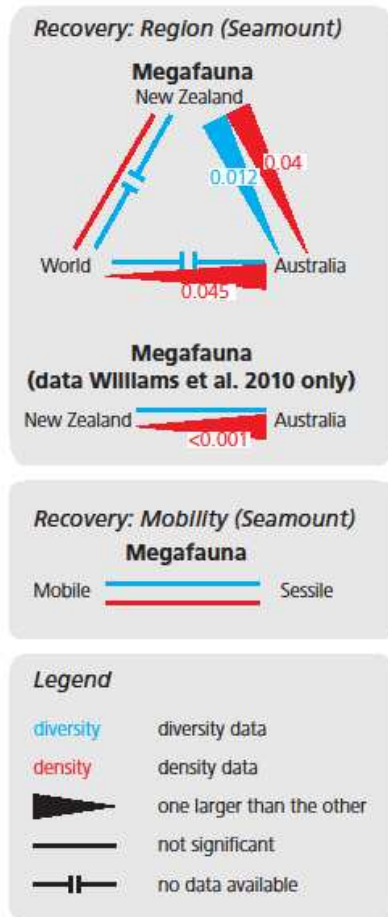 Recovery: Region (Seamount)
Megafauna
New Zealand
0.012
0.04
World
Australia
0.045
Megafauna
(data Williams et al. 2010 only)
New Zealand
Australia
<0.001
Recovery: Mobility (Seamount)
Megafauna
Mobile
Sessile
Legend
diversity diversity data
density density data
one larger than the other
not significant
no data available